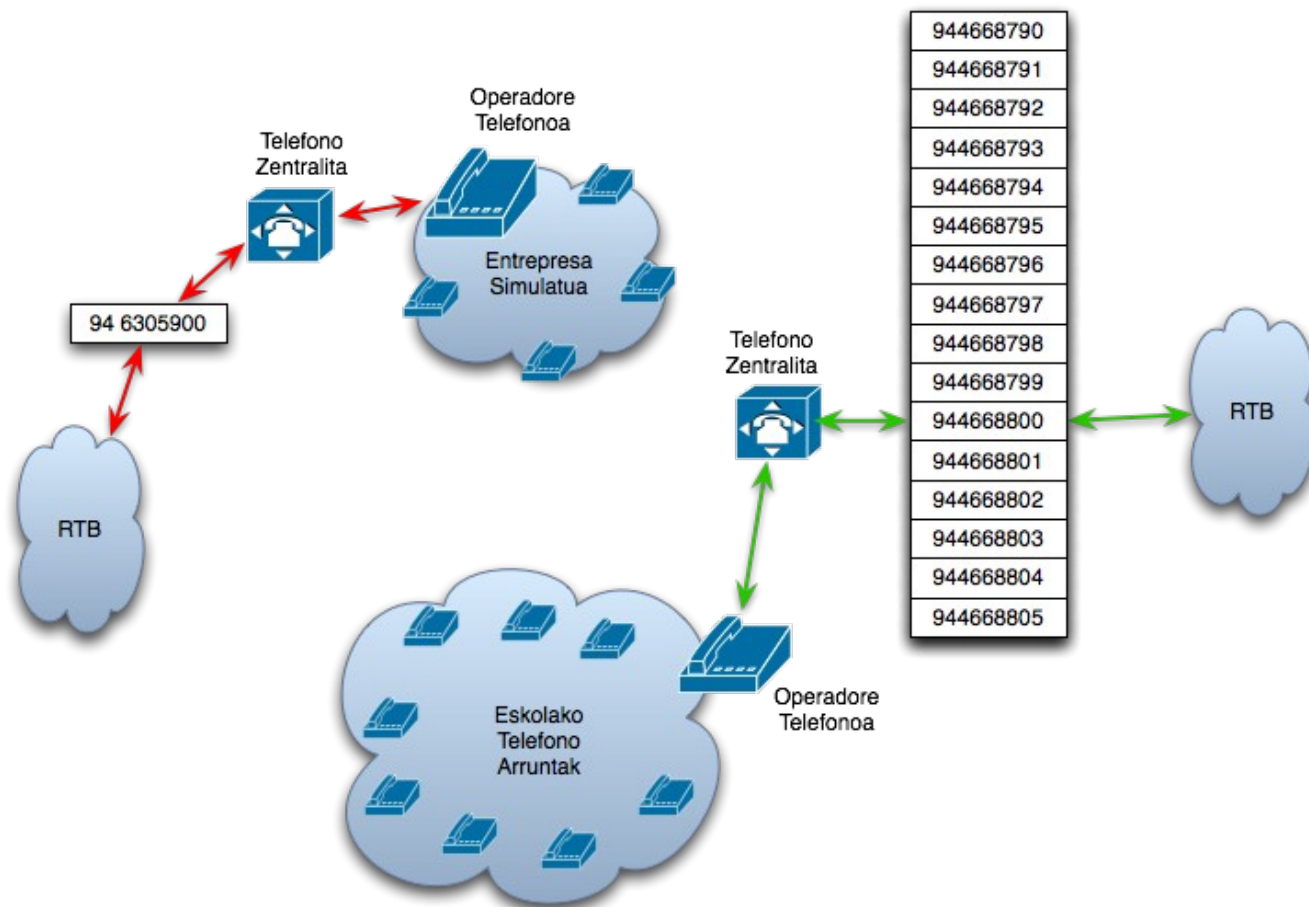 Operadore
Telefonoa
Telefono
Zentralita
Entrepresa
Simulatua
94 6305900
RTB
944668790
944668791
944668792
944668793
944668794
944668795
944668796
944668797
944668798
944668799
944668800
944668801
944668802
944668803
944668804
944668805
Telefono
Zentralita
RTB
Operadore
Telefonoa
Eskolako
Telefono
Arruntak